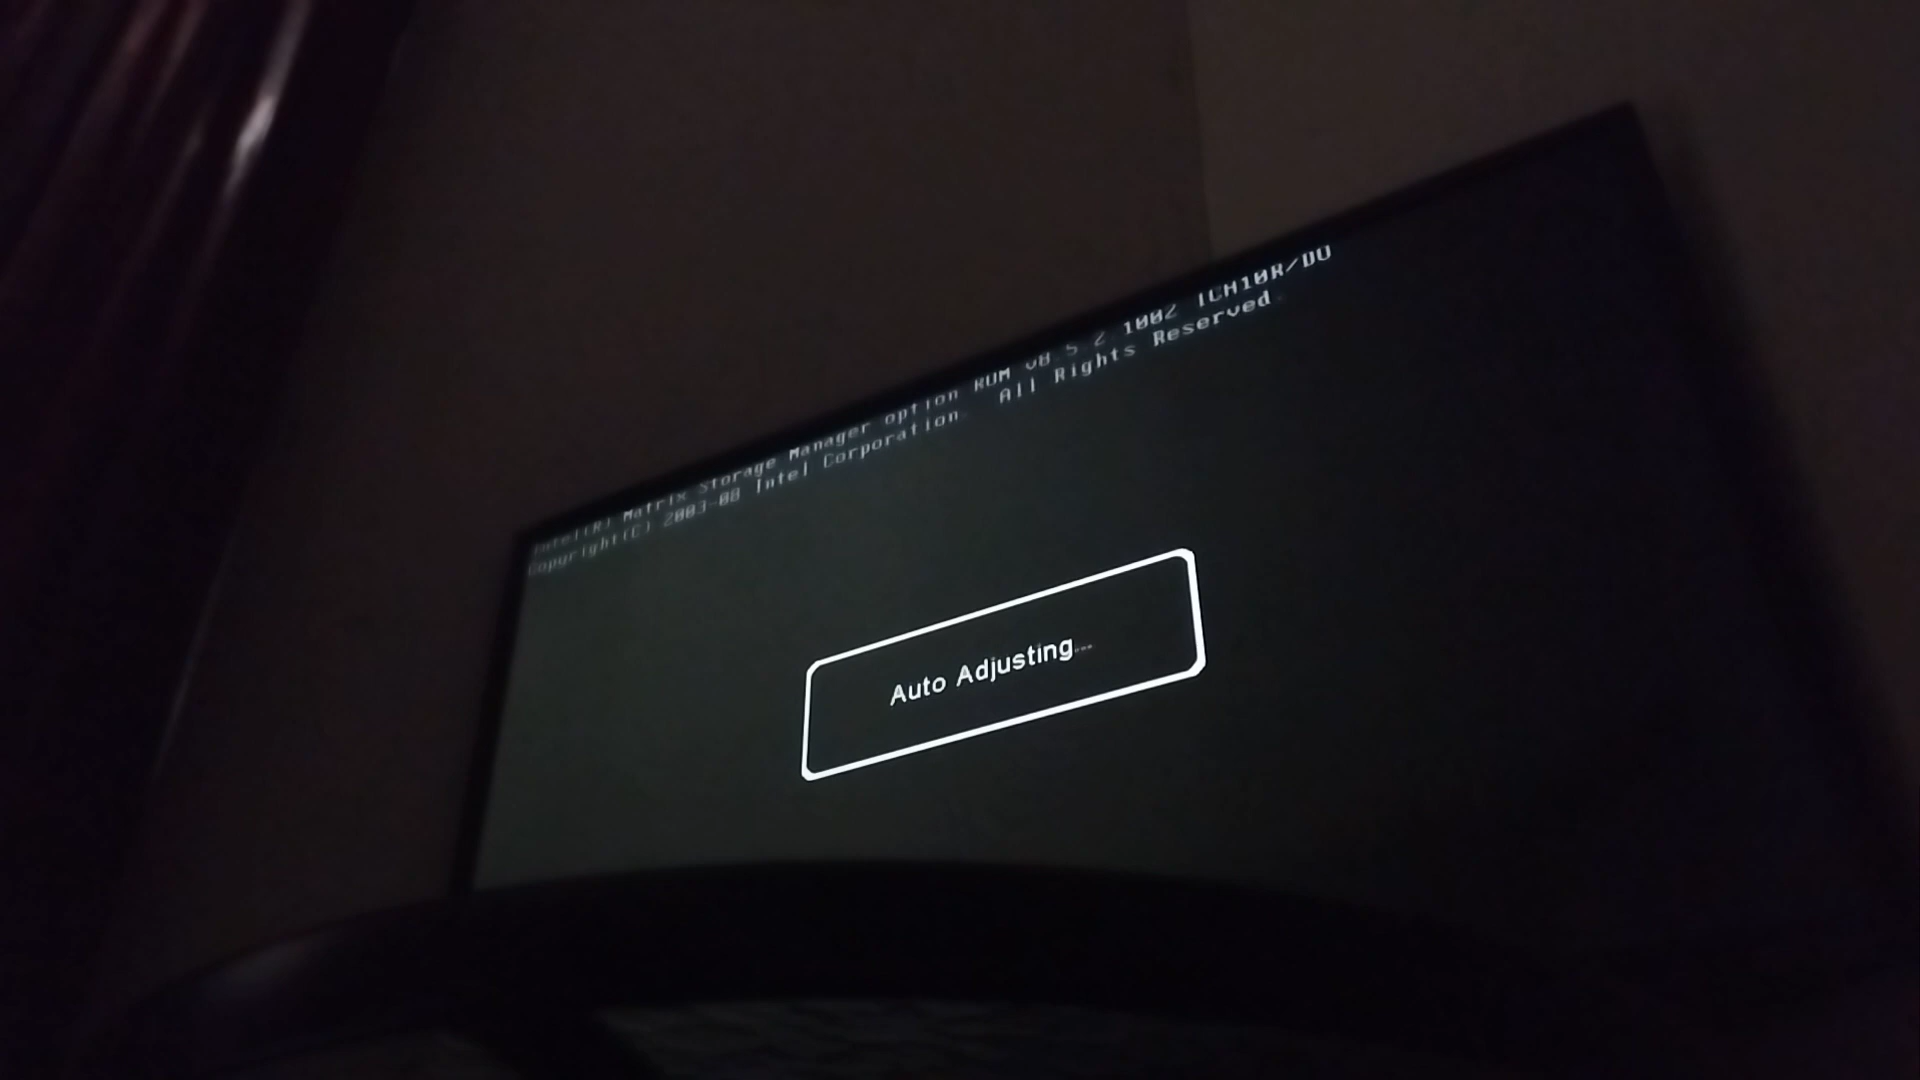 Intel(R) Matrix Storage Manager option ROM v8.5.2.1002 ICH10R/DO
Copyright(C) 2003-08 Intel Corporation.  All Rights Reserved.
Auto Adjusting...